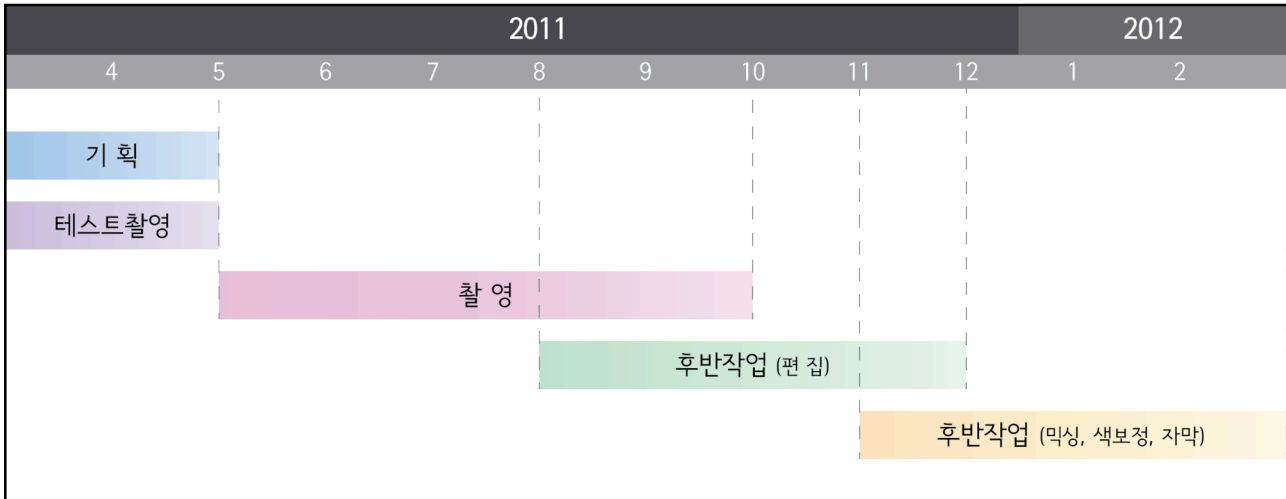 2011 2012
4 5 6 7 8 9 10 11 12 1 2
기 획
테스트촬영
촬 영
후반작업 (편 집)
후반작업 (믹싱, 색보정, 자막)